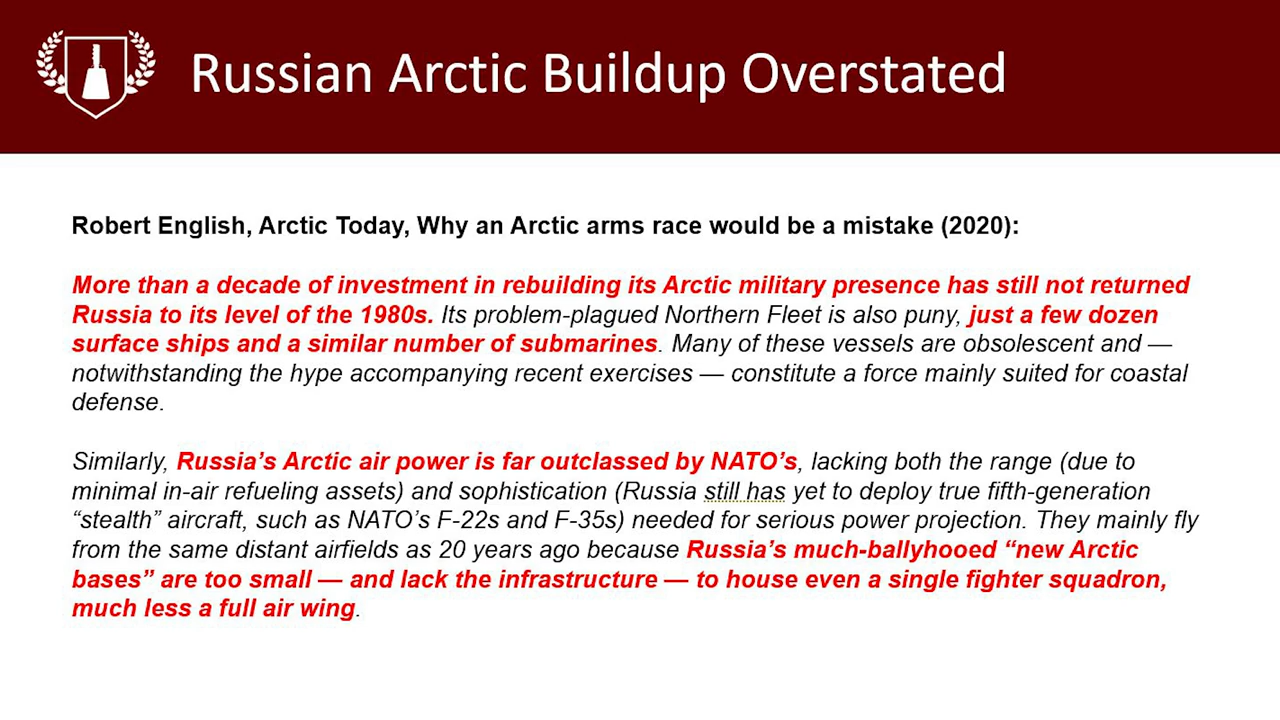 Russian Arctic Buildup Overstated
Robert English, Arctic Today, Why an Arctic arms race would be a mistake (2020):
More than a decade of investment in rebuilding its Arctic military presence has still not returned
Russia to its level of the 1980s. Its problem-plagued Northern Fleet is also puny, just a few dozen
surface ships and a similar number of submarines. Many of these vessels are obsolescent and —
notwithstanding the hype accompanying recent exercises — constitute a force mainly suited for coastal
defense.
Similarly, Russia’s Arctic air power is far outclassed by NATO’s, lacking both the range (due to
minimal in-air refueling assets) and sophistication (Russia still has yet to deploy true fifth-generation
“stealth” aircraft, such as NATO’s F-22s and F-35s) needed for serious power projection. They mainly fly
from the same distant airfields as 20 years ago because Russia’s much-ballyhooed “new Arctic
bases” are too small — and lack the infrastructure — to house even a single fighter squadron,
much less a full air wing.